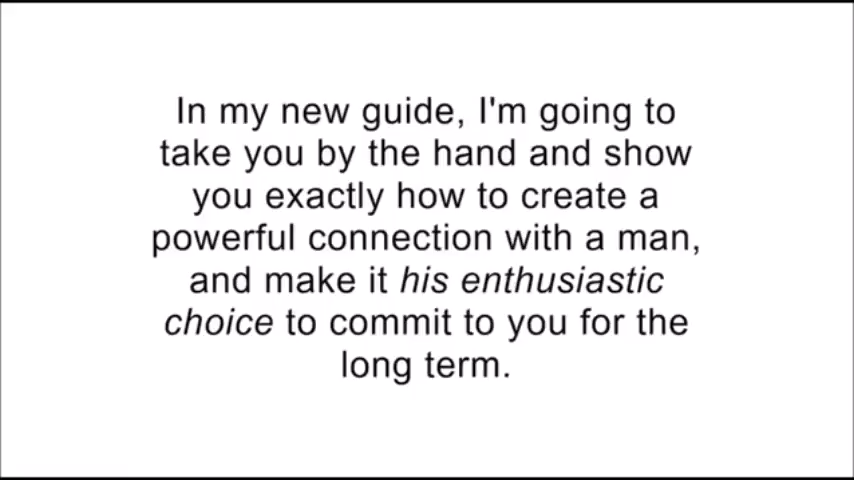 In my new guide, I'm going to
take you by the hand and show
you exactly how to create a
powerful connection with a man,
and make it his enthusiastic
choice to commit to you for the
long term.